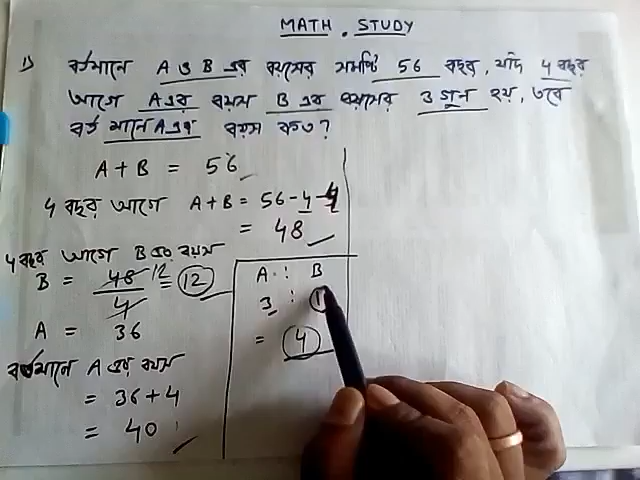 MATH . STUDY
1) বর্তমানে A ও B এর বয়সের সমষ্টি 56 বছর, যদি 4 বছর
আগে A এর বয়স B এর বয়সের 3 গুন হয়, তবে
বর্তমানে A এর বয়স কত?
A + B = 56
4 বছর আগে A + B = 56 - 4 - 4
= 48
4 বছর আগে B এর বয়স
B = 48/4 12 = 12
A = 36
বর্তমানে A এর বয়স
= 36 + 4
= 40
A : B
3 : 1
= 4